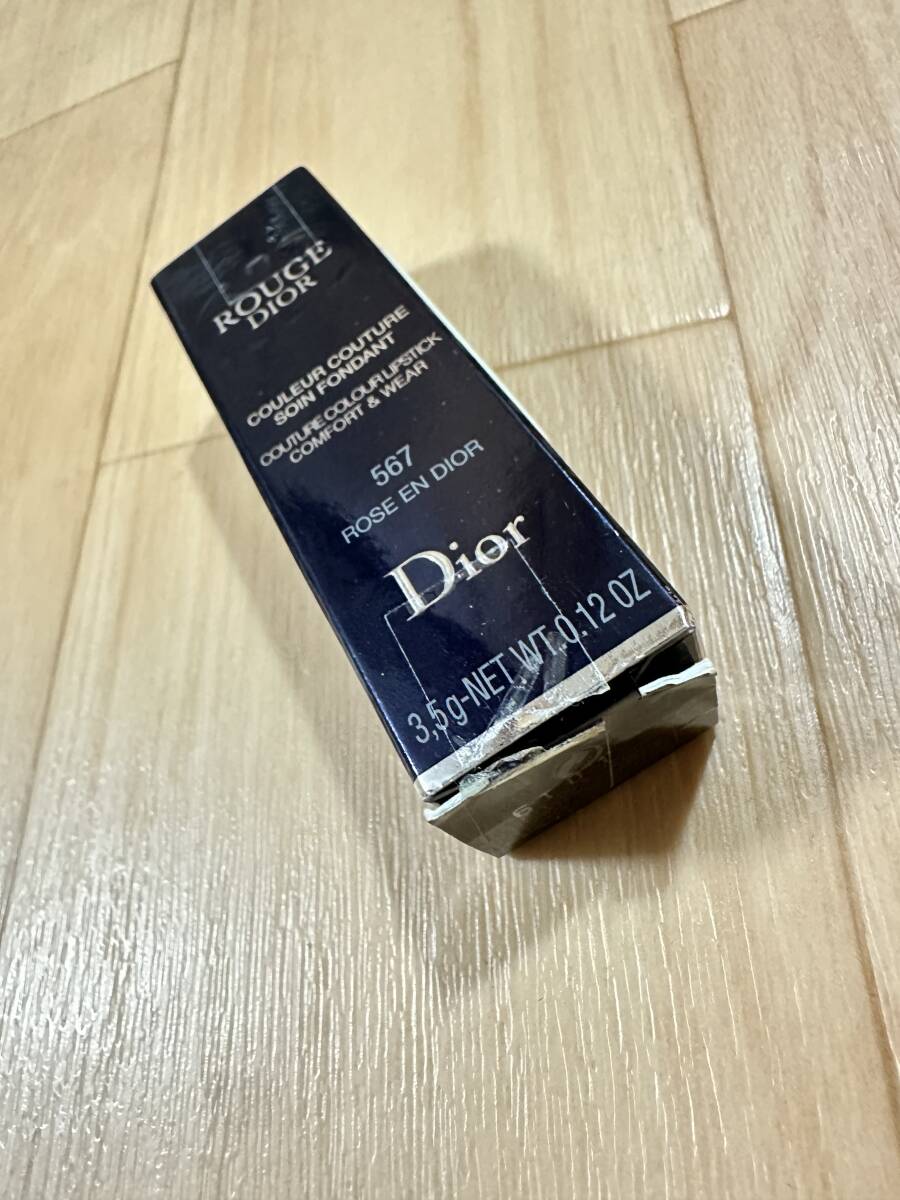 ROUGE
DIOR
COULEUR COUTURE
SOIN FONDANT
COUTURE COLOUR LIPSTICK
COMFORT & WEAR
567
ROSE EN DIOR
Dior
3,5g-NET WT.0.12 OZ